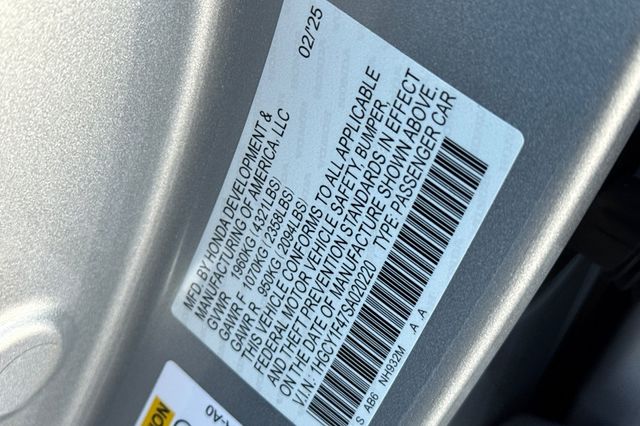 02/'25
MFD. BY HONDA DEVELOPMENT &
MANUFACTURING OF AMERICA, LLC
GVWR 1960KG (4321LBS)
GAWR F 1070KG (2338LBS)
GAWR R 950KG (2094LBS)
THIS VEHICLE CONFORMS TO ALL APPLICABLE
FEDERAL MOTOR VEHICLE SAFETY, BUMPER,
AND THEFT PREVENTION STANDARDS IN EFFECT
ON THE DATE OF MANUFACTURE SHOWN ABOVE.
V.I.N: 1HGCY1F47SA020220 TYPE: PASSENGER CAR
S AB6 NH932M A A
-A0